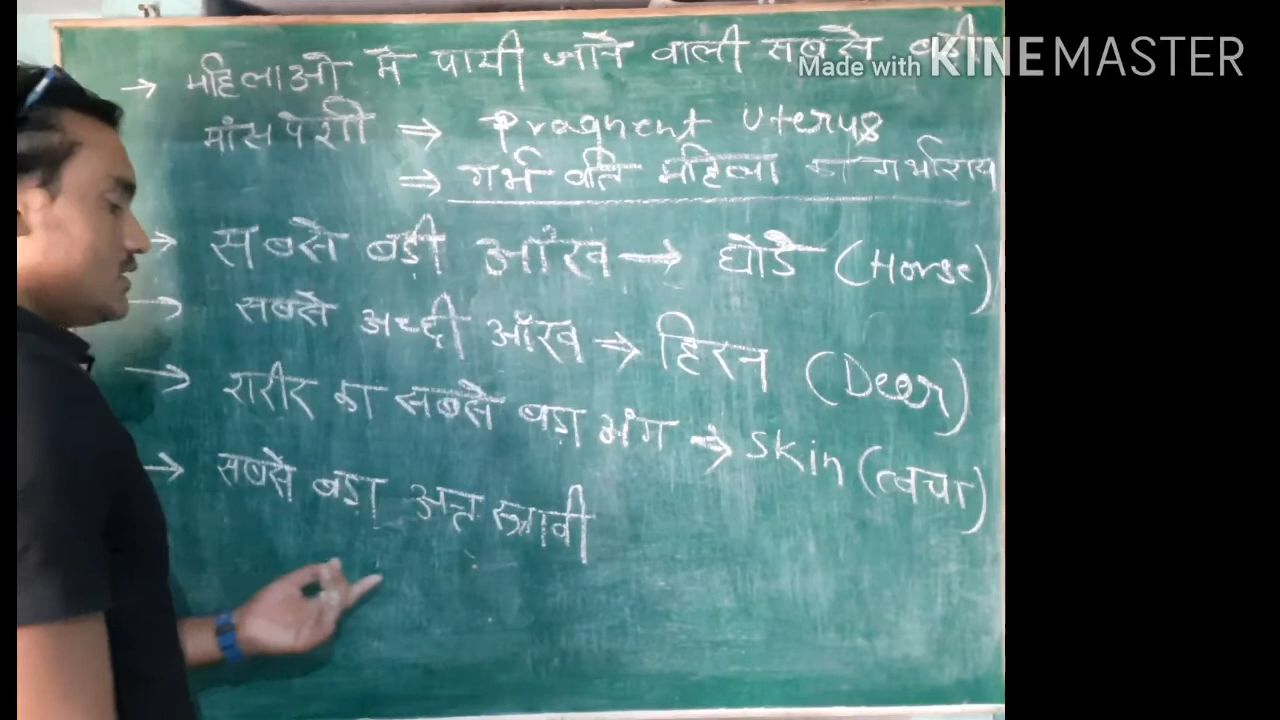 → महिलाओ में पायी जाने वाली सबसे बडी
Made with KINEMASTER
मांसपेशी ⇒ Pragnent Uterus
⇒ गर्भवति महिला का गर्भाशय
→ सबसे बड़ी आंख → घोडे (Horse)
→ सबसे अच्छी आँख ⇒ हिरन (Deer)
→ शरीर का सबसे बड़ा अंग ⇒ Skin (त्वचा)
→ सबसे बड़ा अन्त स्त्रावी